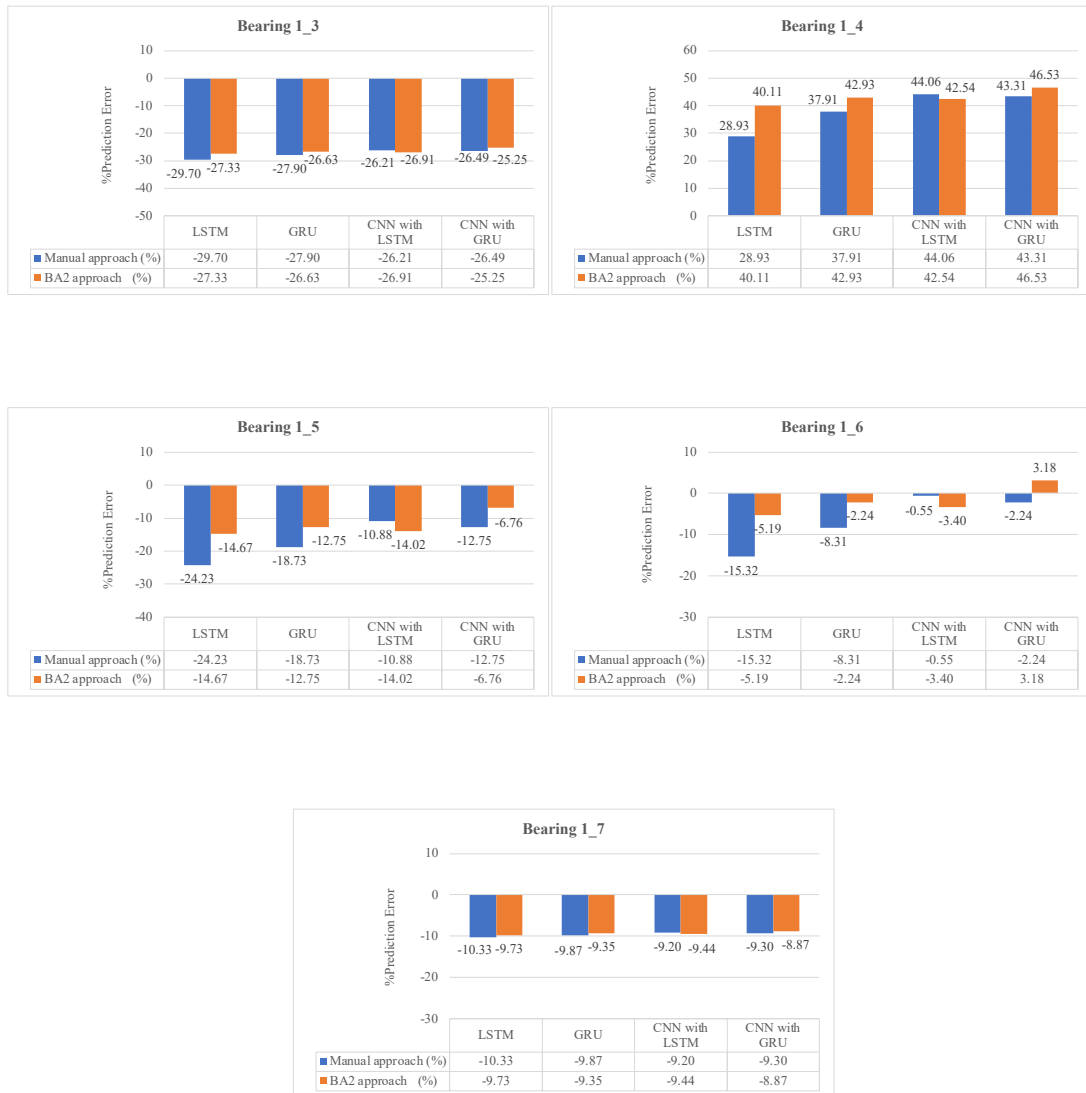 Bearing 1_3
10
0
-10
-20
-30
-40
-50
%Prediction Error
-29.70 -27.33 -27.90 -26.63 -26.21 -26.91 -26.49 -25.25
LSTM GRU CNN with LSTM CNN with GRU
Manual approach (%) -29.70 -27.90 -26.21 -26.49
BA2 approach (%) -27.33 -26.63 -26.91 -25.25
Bearing 1_4
60
50
40
30
20
10
0
%Prediction Error
28.93 40.11 37.91 42.93 44.06 42.54 43.31 46.53
LSTM GRU CNN with LSTM CNN with GRU
Manual approach (%) 28.93 37.91 44.06 43.31
BA2 approach (%) 40.11 42.93 42.54 46.53
Bearing 1_5
10
0
-10
-20
-30
-40
%Prediction Error
-24.23 -14.67 -18.73 -12.75 -10.88 -14.02 -12.75 -6.76
LSTM GRU CNN with LSTM CNN with GRU
Manual approach (%) -24.23 -18.73 -10.88 -12.75
BA2 approach (%) -14.67 -12.75 -14.02 -6.76
Bearing 1_6
10
0
-10
-20
-30
%Prediction Error
-15.32 -5.19 -8.31 -2.24 -0.55 -3.40 -2.24 3.18
LSTM GRU CNN with LSTM CNN with GRU
Manual approach (%) -15.32 -8.31 -0.55 -2.24
BA2 approach (%) -5.19 -2.24 -3.40 3.18
Bearing 1_7
10
0
-10
-20
-30
%Prediction Error
-10.33 -9.73 -9.87 -9.35 -9.20 -9.44 -9.30 -8.87
LSTM GRU CNN with LSTM CNN with GRU
Manual approach (%) -10.33 -9.87 -9.20 -9.30
BA2 approach (%) -9.73 -9.35 -9.44 -8.87